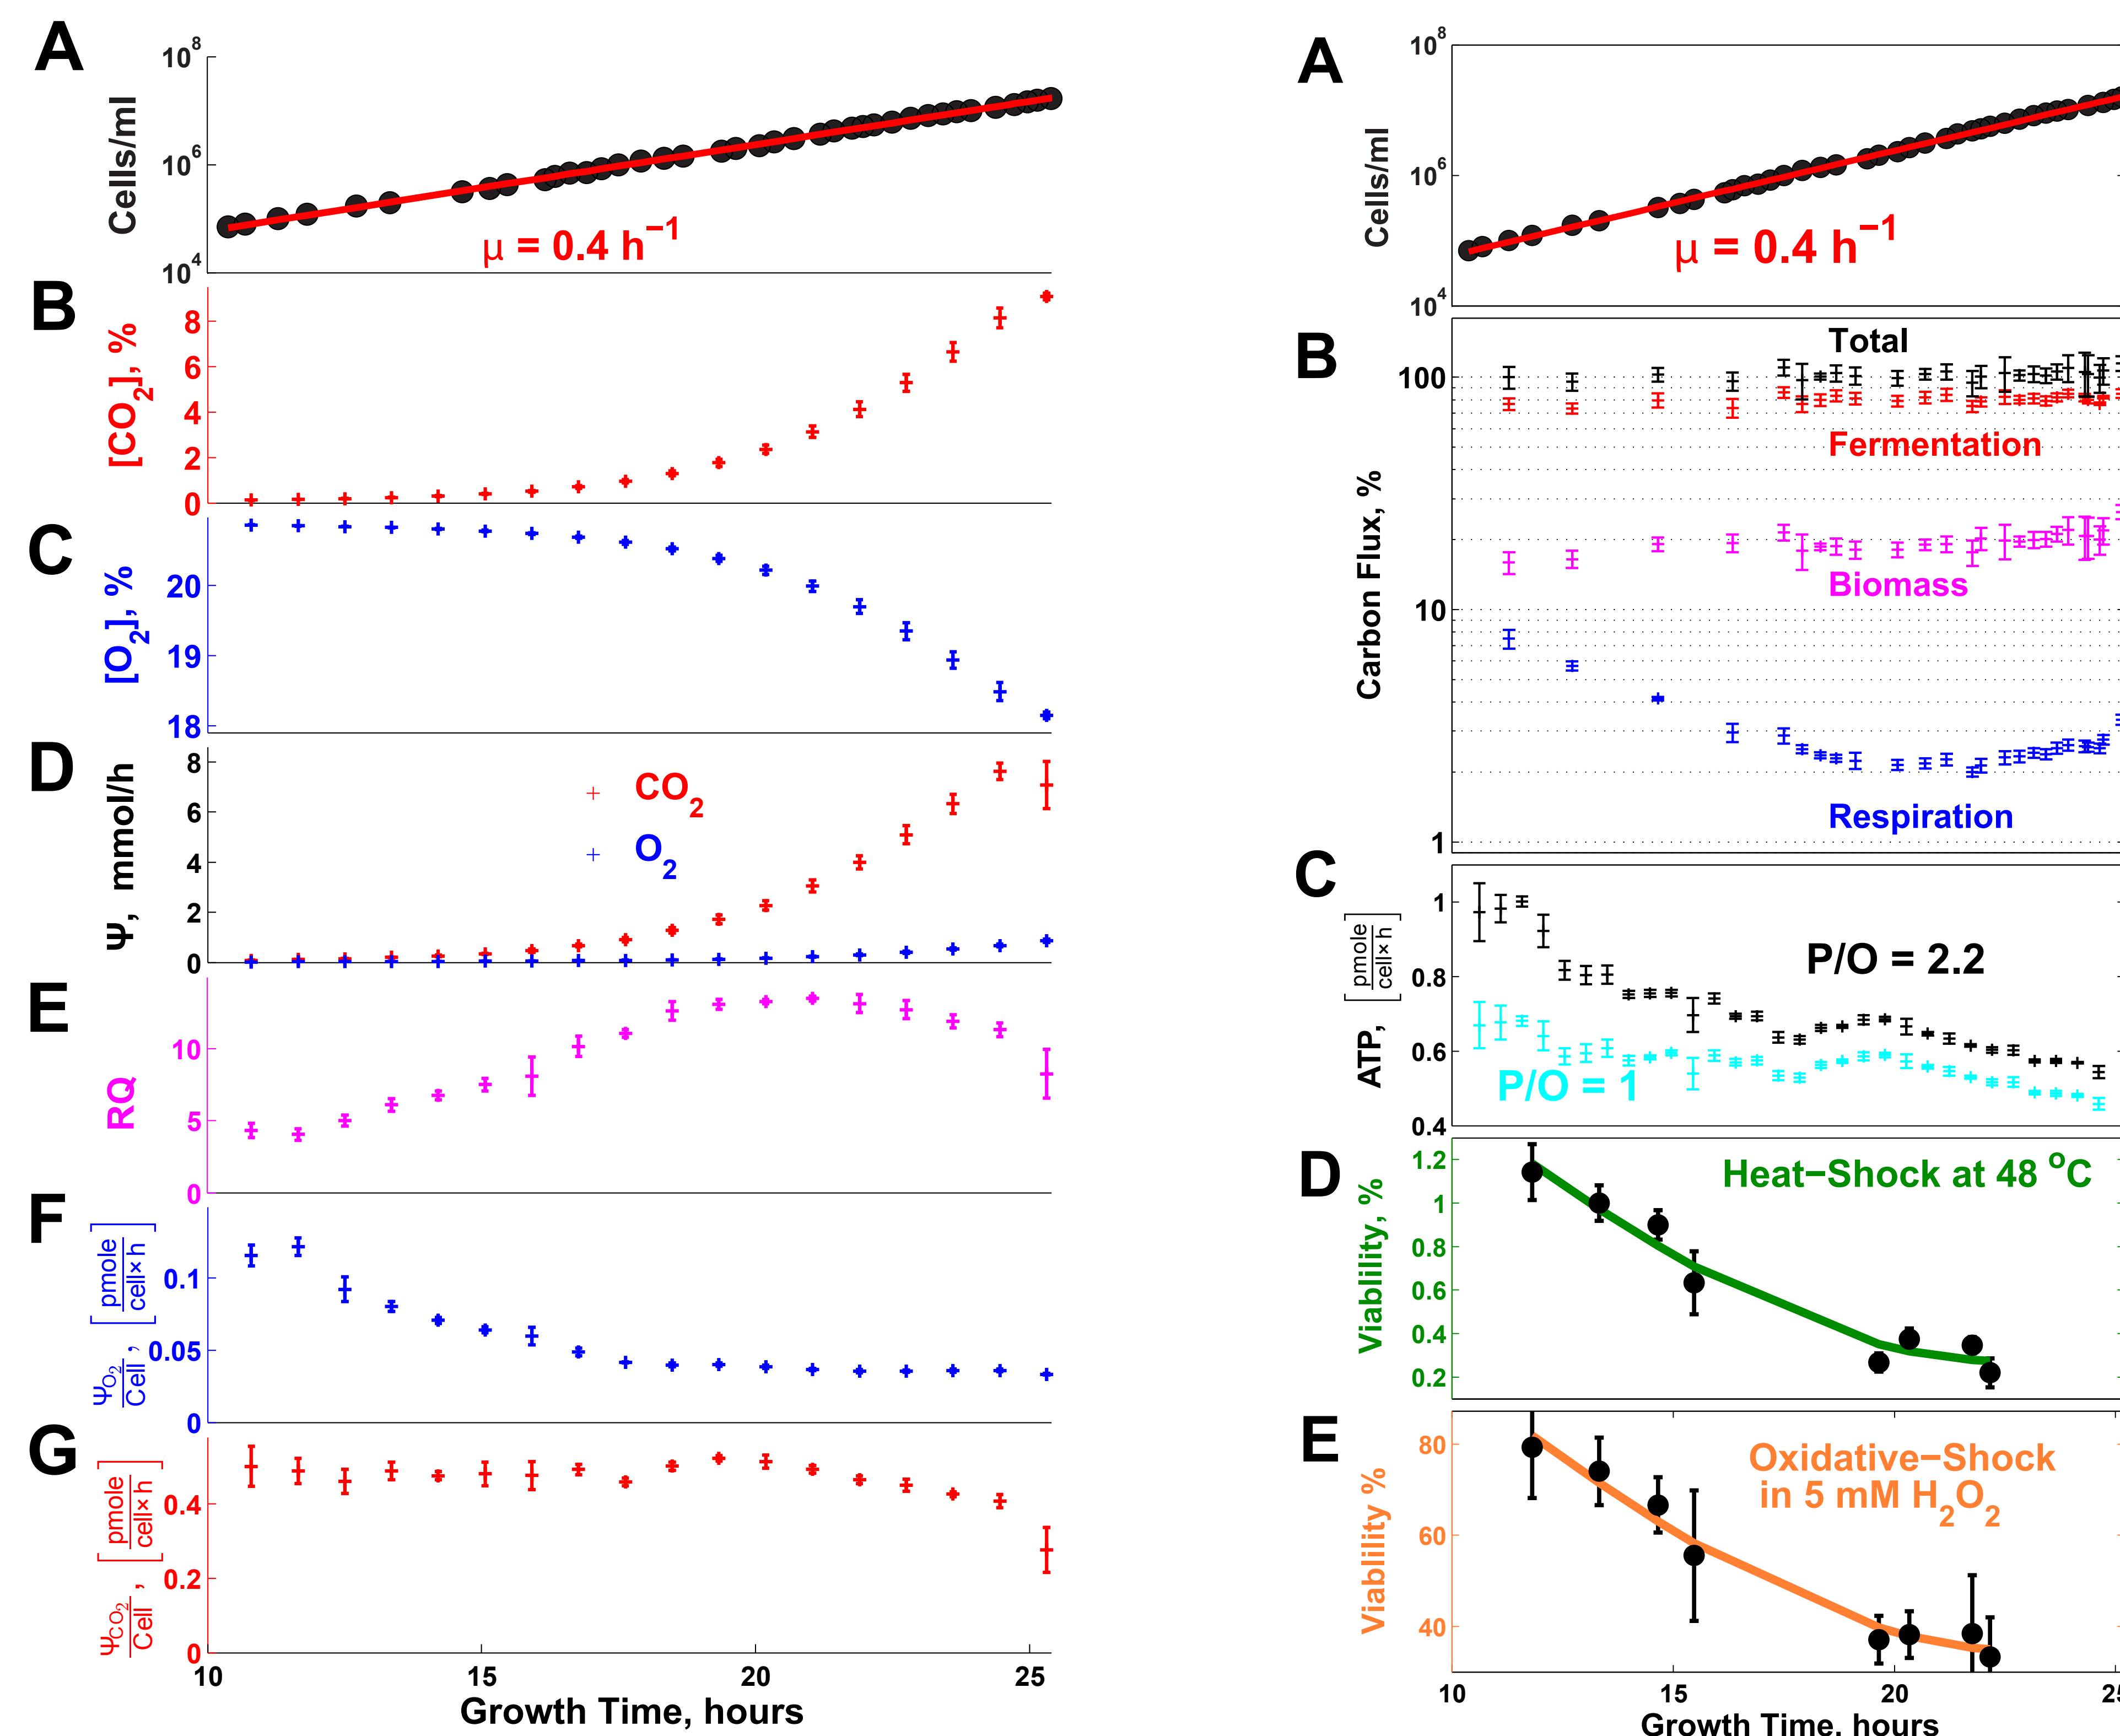 A
10^8
10^6
10^4
Cells/ml
μ = 0.4 h^−1
B
[CO2], %
8
6
4
2
0
C
[O2], %
20
19
18
D
Ψ, mmol/h
8
6
4
2
0
CO2
O2
E
RQ
10
5
0
F
ΨO2/Cell, [pmole/cell×h]
0.1
0.05
0
G
ΨCO2/Cell, [pmole/cell×h]
0.4
0.2
0
10 15 20 25
Growth Time, hours
A
10^8
10^6
10^4
Cells/ml
μ = 0.4 h^−1
B
Carbon Flux, %
100
10
1
Total
Fermentation
Biomass
Respiration
C
ATP, [pmole/cell×h]
1
0.8
0.6
0.4
P/O = 2.2
P/O = 1
D
Viablility, %
1.2
1
0.8
0.6
0.4
0.2
Heat−Shock at 48 °C
E
Viablility %
80
60
40
Oxidative−Shock
in 5 mM H2O2
10 15 20 25
Growth Time, hours